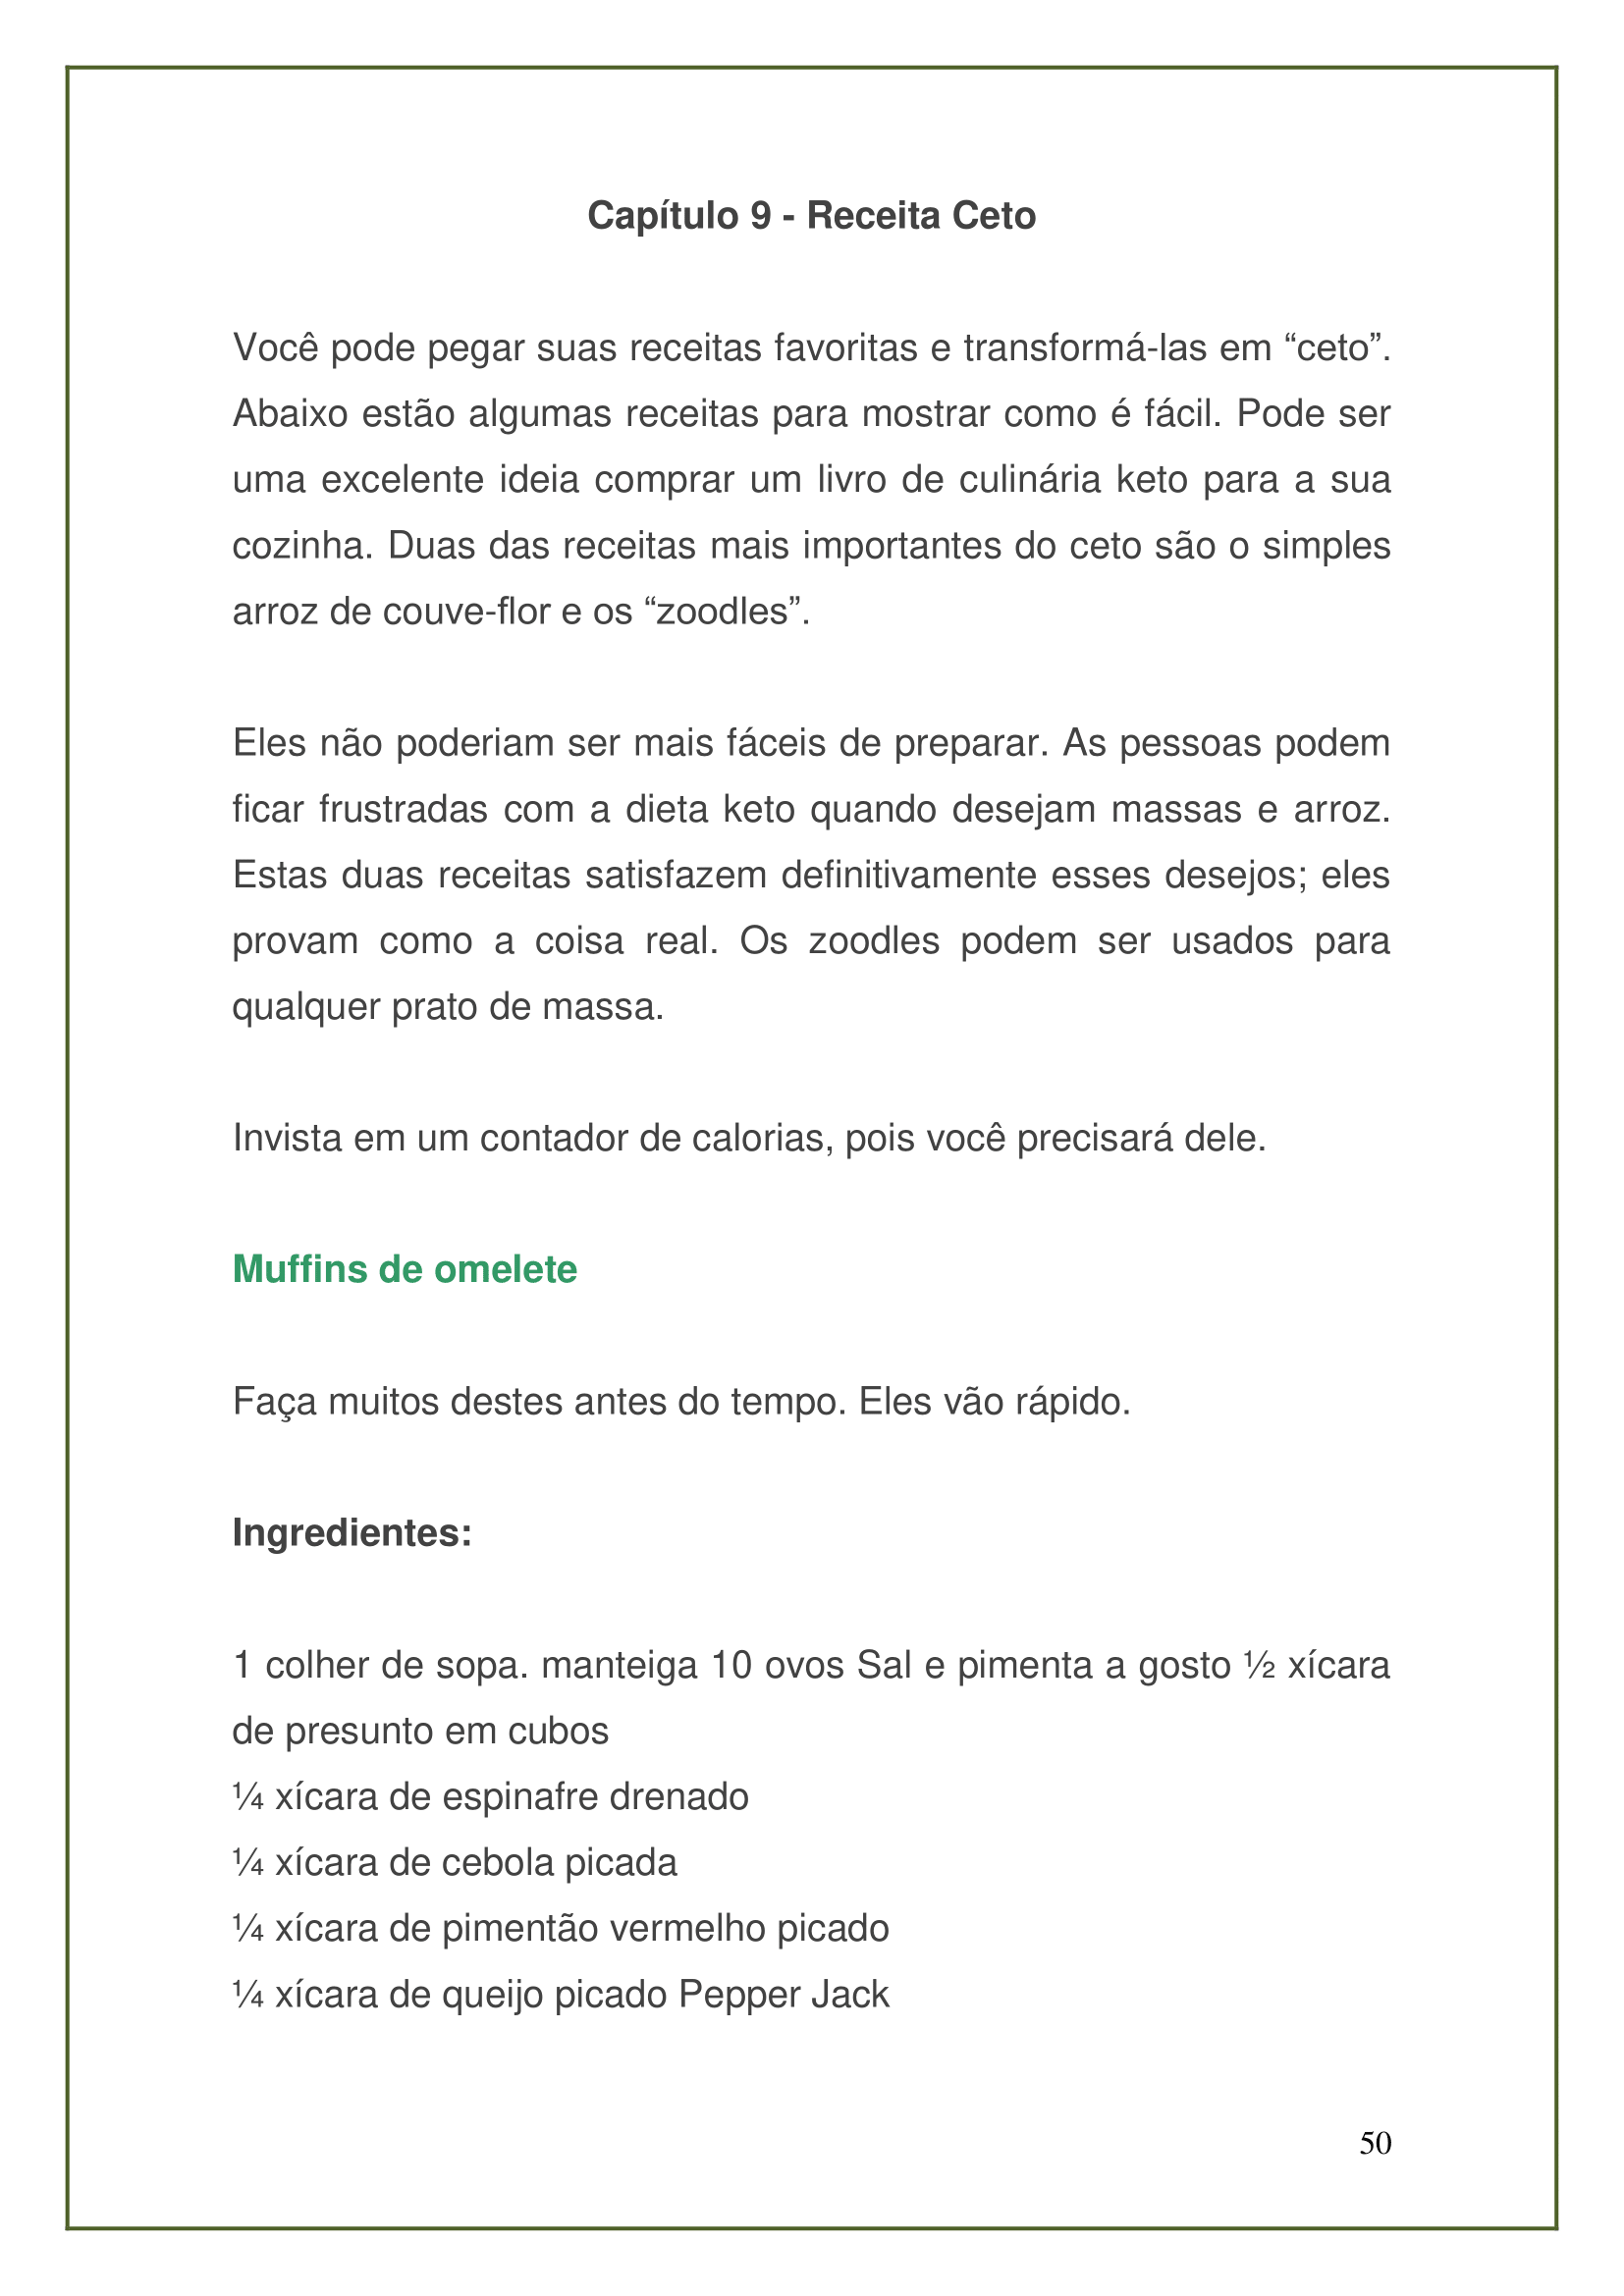 Capítulo 9 - Receita Ceto
Você pode pegar suas receitas favoritas e transformá-las em “ceto”.
Abaixo estão algumas receitas para mostrar como é fácil. Pode ser
uma excelente ideia comprar um livro de culinária keto para a sua
cozinha. Duas das receitas mais importantes do ceto são o simples
arroz de couve-flor e os “zoodles”.
Eles não poderiam ser mais fáceis de preparar. As pessoas podem
ficar frustradas com a dieta keto quando desejam massas e arroz.
Estas duas receitas satisfazem definitivamente esses desejos; eles
provam como a coisa real. Os zoodles podem ser usados para
qualquer prato de massa.
Invista em um contador de calorias, pois você precisará dele.
Muffins de omelete
Faça muitos destes antes do tempo. Eles vão rápido.
Ingredientes:
1 colher de sopa. manteiga 10 ovos Sal e pimenta a gosto ½ xícara
de presunto em cubos
¼ xícara de espinafre drenado
¼ xícara de cebola picada
¼ xícara de pimentão vermelho picado
¼ xícara de queijo picado Pepper Jack
50